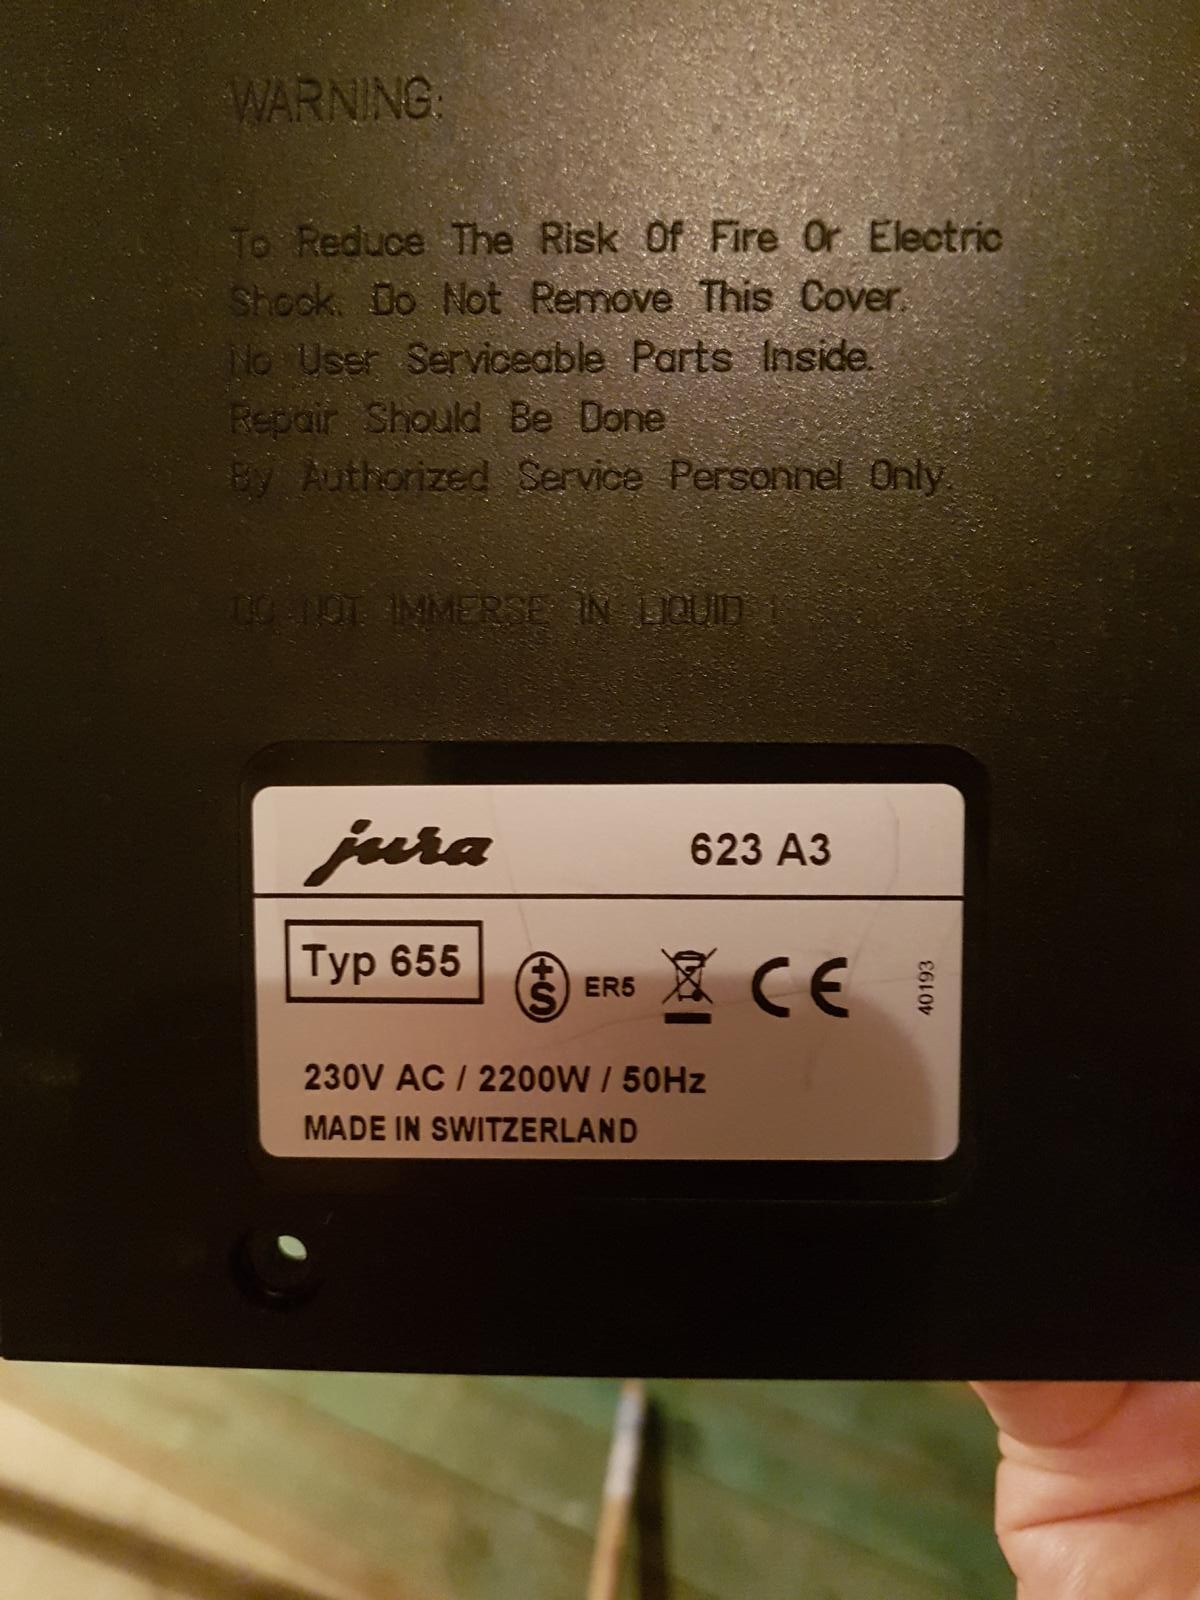 WARNING:
To Reduce The Risk Of Fire Or Electric
Shock. Do Not Remove This Cover.
No User Serviceable Parts Inside.
Repair Should Be Done
By Authorized Service Personnel Only.
DO NOT IMMERSE IN LIQUID !
jura 623 A3
Typ 655 +S ER5 CE 40193
230V AC / 2200W / 50Hz
MADE IN SWITZERLAND